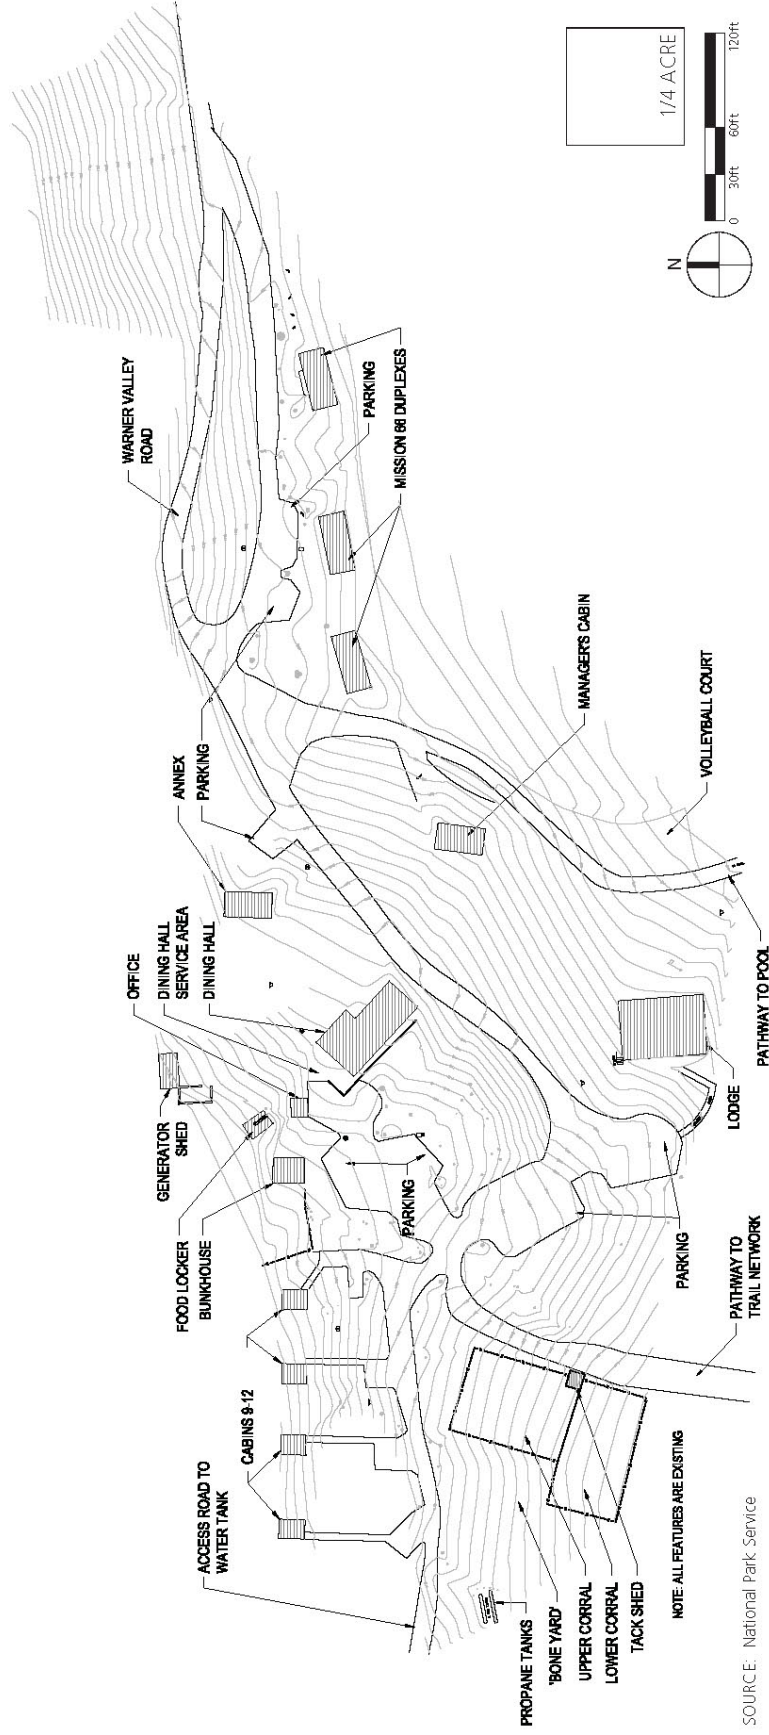 ACCESS ROAD TO
WATER TANK
CABINS 9-12
FOOD LOCKER
BUNKHOUSE
GENERATOR
SHED
OFFICE
DINING HALL
SERVICE AREA
DINING HALL
ANNEX
PARKING
WARNER VALLEY
ROAD
PARKING
MISSION 66 DUPLEXES
PARKING
MANAGER'S CABIN
VOLLEYBALL COURT
PATHWAY TO POOL
LODGE
PARKING
PATHWAY TO
TRAIL NETWORK
PROPANE TANKS
'BONE YARD'
UPPER CORRAL
LOWER CORRAL
TACK SHED
NOTE: ALL FEATURES ARE EXISTING
SOURCE: National Park Service
N
1/4 ACRE
0 30ft 60ft 120ft